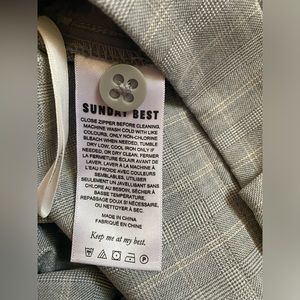 SUNDAY BEST
CLOSE ZIPPER BEFORE CLEANING.
MACHINE WASH COLD WITH LIKE
COLOURS, ONLY NON-CHLORINE
BLEACH WHEN NEEDED, TUMBLE
DRY LOW, COOL IRON ONLY IF
NEEDED, OR DRY CLEAN. FERMER
LA FERMETURE ÉCLAIR AVANT DE
LAVER. LAVER À LA MACHINE À
L'EAU FROIDE AVEC COULEURS
SEMBLABLES, UTILISER
SEULEMENT UN JAVELLISANT SANS
CHLORE AU BESOIN, SÉCHER À
BASSE TEMPÉRATURE.
REPASSAGE DOUX SI NÉCESSAIRE,
OU NETTOYER À SEC.
MADE IN CHINA
FABRIQUÉ EN CHINE
Keep me at my best.